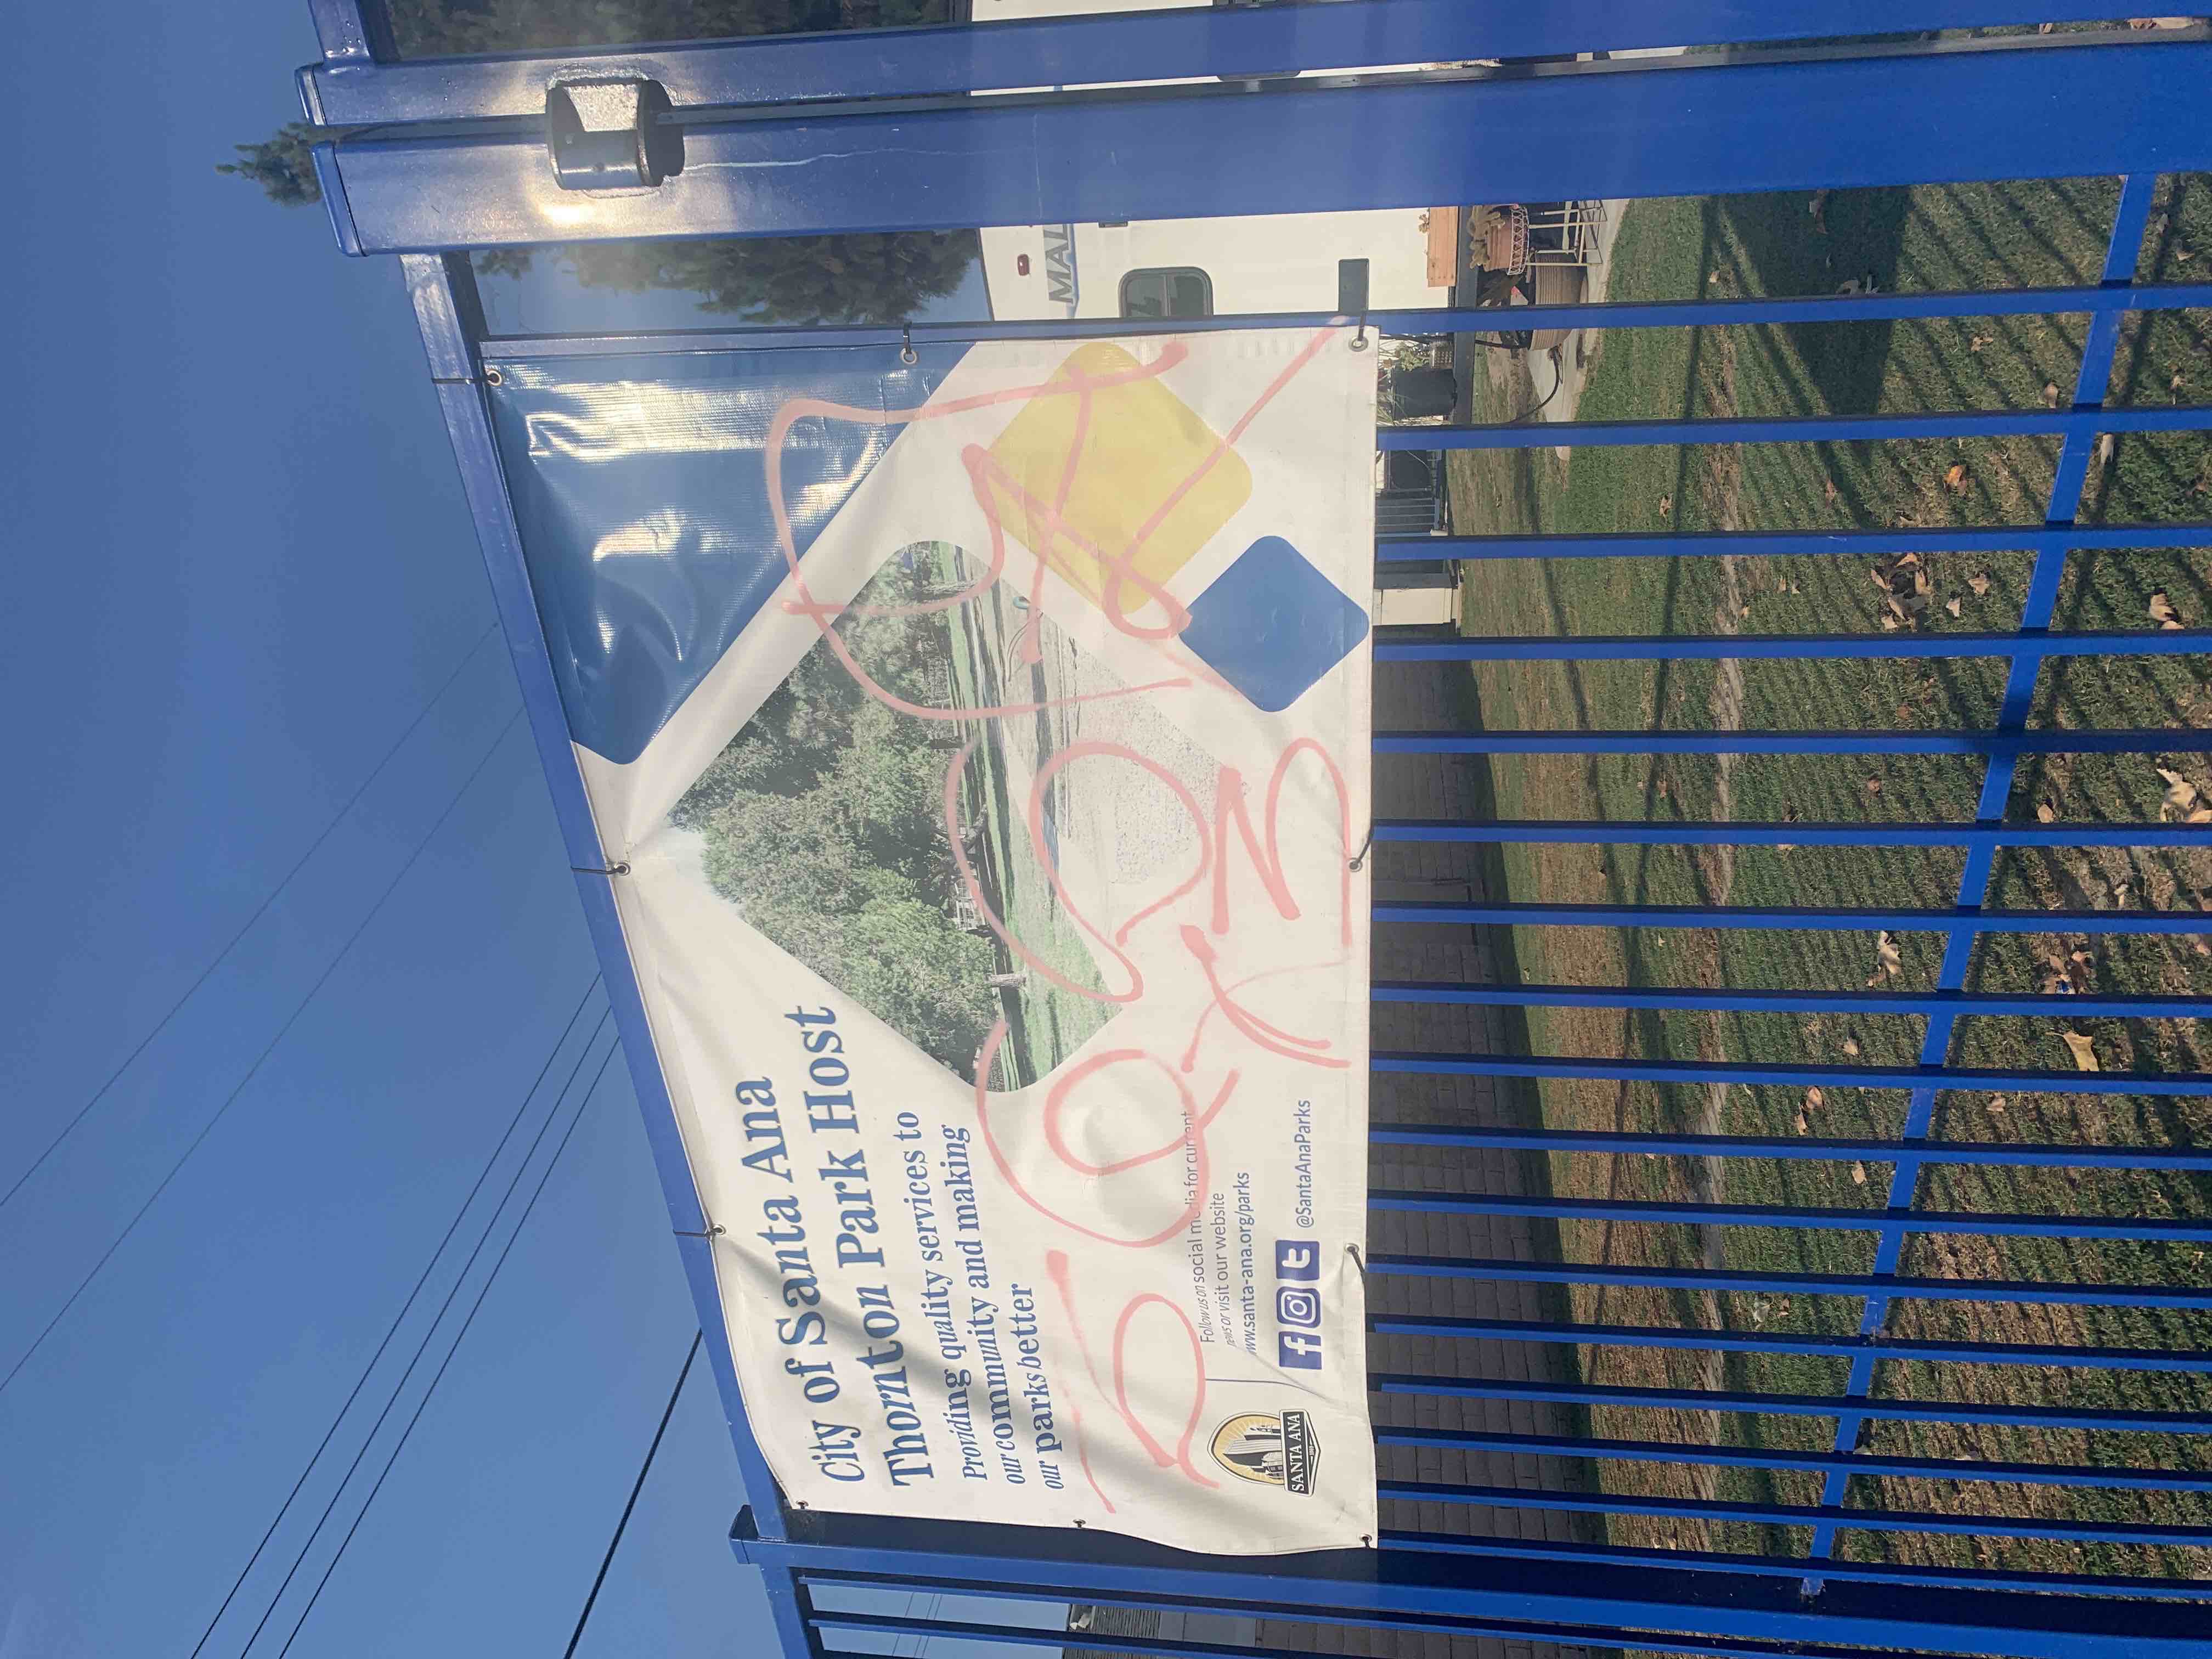 City of Santa Ana
Thornton Park Host
Providing quality services to
our community and making
our parks better
Follow us on social media for current
news or visit our website
www.santa-ana.org/parks
@SantaAnaParks
SANTA ANA